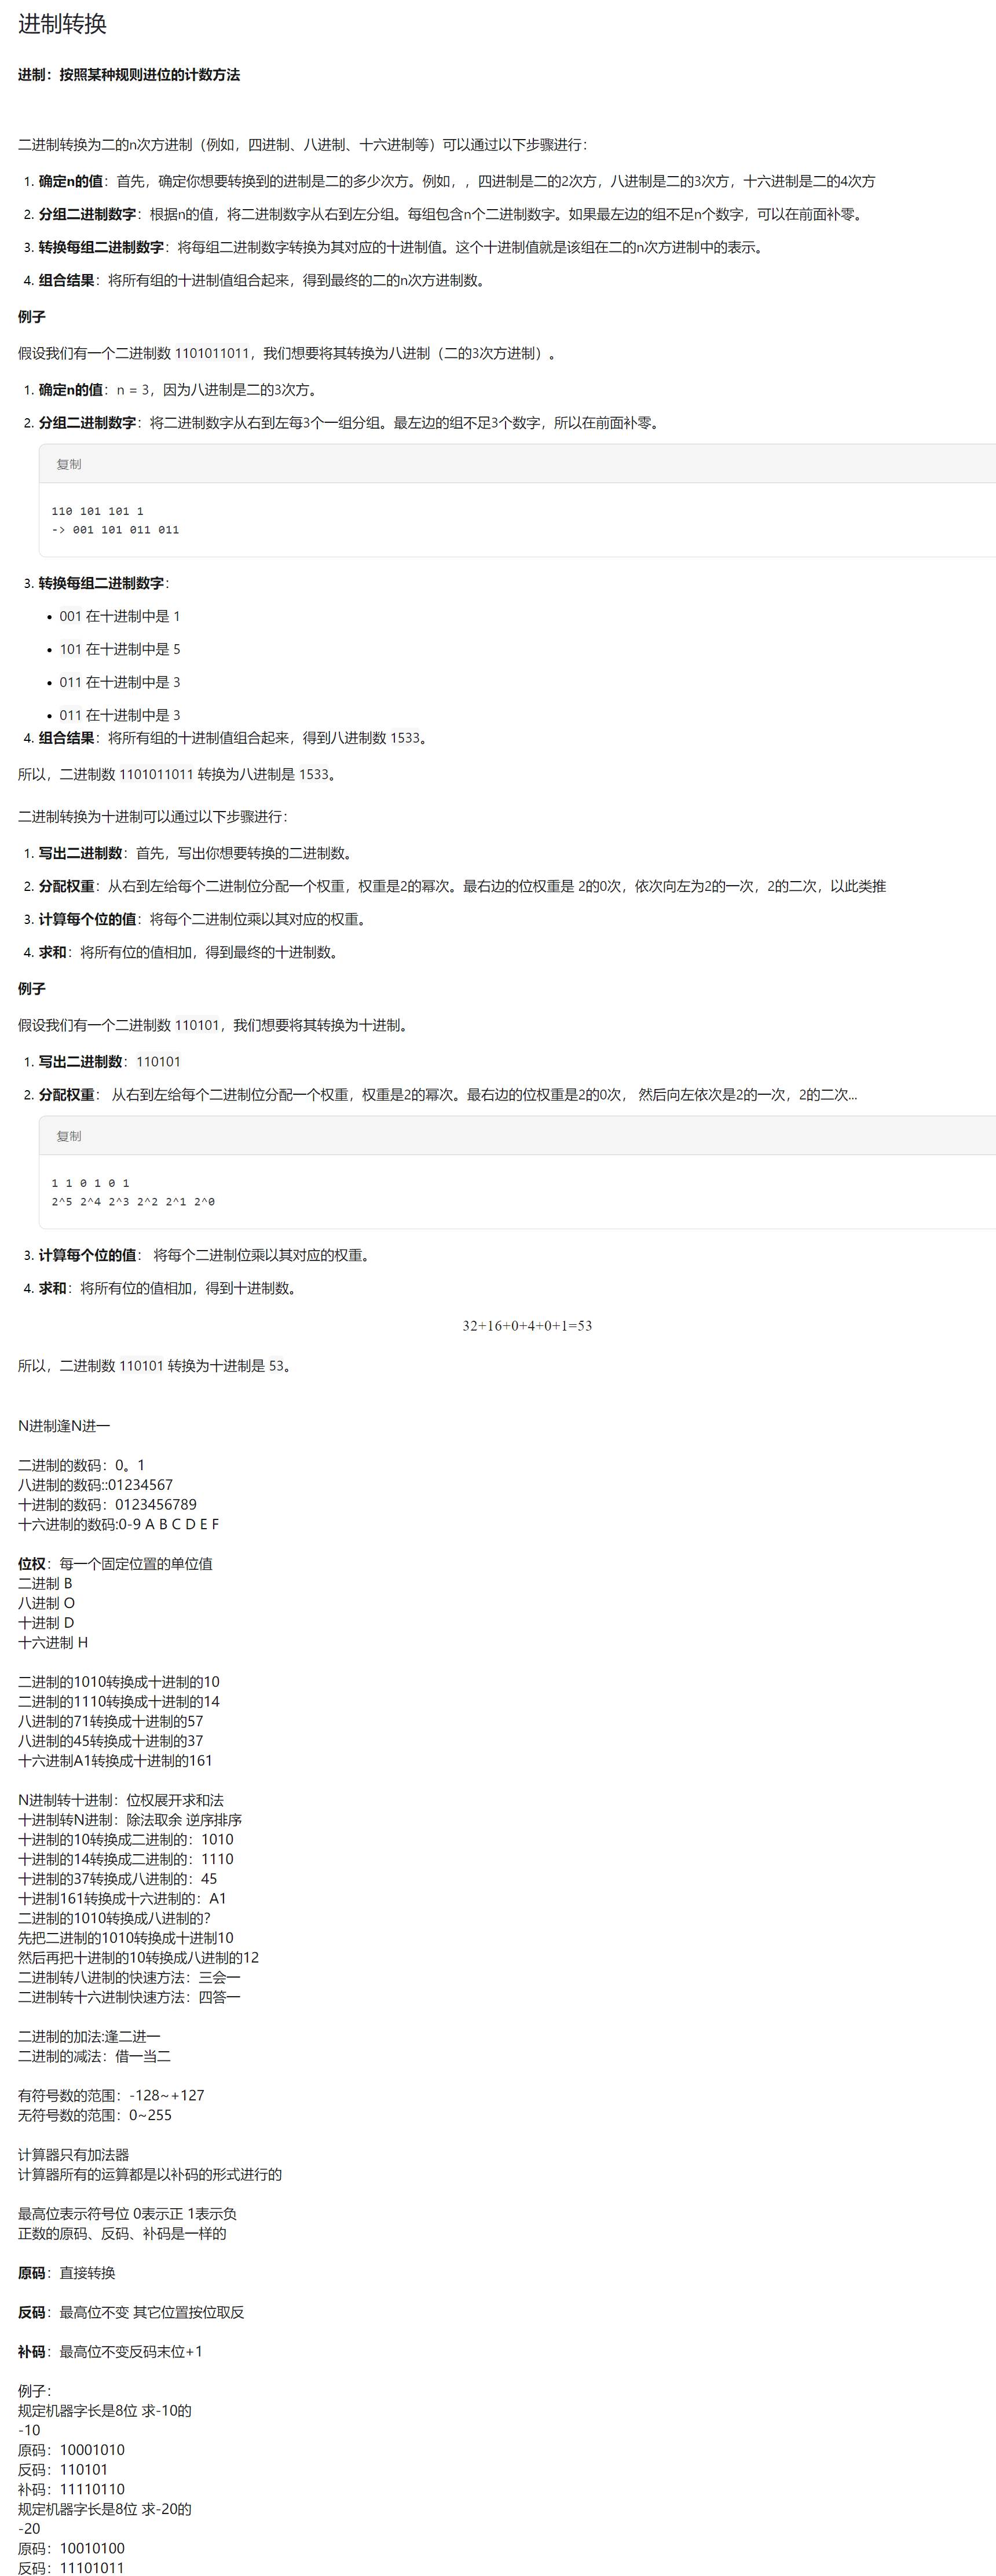 进制转换
进制：按照某种规则进位的计数方法
二进制转换为二的n次方进制（例如，四进制、八进制、十六进制等）可以通过以下步骤进行：
1. 确定n的值：首先，确定你想要转换到的进制是二的多少次方。例如，，四进制是二的2次方，八进制是二的3次方，十六进制是二的4次方
2. 分组二进制数字：根据n的值，将二进制数字从右到左分组。每组包含n个二进制数字。如果最左边的组不足n个数字，可以在前面补零。
3. 转换每组二进制数字：将每组二进制数字转换为其对应的十进制值。这个十进制值就是该组在二的n次方进制中的表示。
4. 组合结果：将所有组的十进制值组合起来，得到最终的二的n次方进制数。
例子
假设我们有一个二进制数 1101011011，我们想要将其转换为八进制（二的3次方进制）。
1. 确定n的值：n = 3，因为八进制是二的3次方。
2. 分组二进制数字：将二进制数字从右到左每3个一组分组。最左边的组不足3个数字，所以在前面补零。
复制
110 101 101 1
-> 001 101 011 011
3. 转换每组二进制数字：
• 001 在十进制中是 1
• 101 在十进制中是 5
• 011 在十进制中是 3
• 011 在十进制中是 3
4. 组合结果：将所有组的十进制值组合起来，得到八进制数 1533。
所以，二进制数 1101011011 转换为八进制是 1533。
二进制转换为十进制可以通过以下步骤进行：
1. 写出二进制数：首先，写出你想要转换的二进制数。
2. 分配权重：从右到左给每个二进制位分配一个权重，权重是2的幂次。最右边的位权重是 2的0次，依次向左为2的一次，2的二次，以此类推
3. 计算每个位的值：将每个二进制位乘以其对应的权重。
4. 求和：将所有位的值相加，得到最终的十进制数。
例子
假设我们有一个二进制数 110101，我们想要将其转换为十进制。
1. 写出二进制数：110101
2. 分配权重： 从右到左给每个二进制位分配一个权重，权重是2的幂次。最右边的位权重是2的0次， 然后向左依次是2的一次，2的二次...
复制
1 1 0 1 0 1
2^5 2^4 2^3 2^2 2^1 2^0
3. 计算每个位的值： 将每个二进制位乘以其对应的权重。
4. 求和：将所有位的值相加，得到十进制数。
32+16+0+4+0+1=53
所以，二进制数 110101 转换为十进制是 53。
N进制逢N进一
二进制的数码：0。1
八进制的数码::01234567
十进制的数码：0123456789
十六进制的数码:0-9 A B C D E F
位权：每一个固定位置的单位值
二进制 B
八进制 O
十进制 D
十六进制 H
二进制的1010转换成十进制的10
二进制的1110转换成十进制的14
八进制的71转换成十进制的57
八进制的45转换成十进制的37
十六进制A1转换成十进制的161
N进制转十进制：位权展开求和法
十进制转N进制：除法取余 逆序排序
十进制的10转换成二进制的：1010
十进制的14转换成二进制的：1110
十进制的37转换成八进制的：45
十进制161转换成十六进制的：A1
二进制的1010转换成八进制的？
先把二进制的1010转换成十进制10
然后再把十进制的10转换成八进制的12
二进制转八进制的快速方法：三会一
二进制转十六进制快速方法：四答一
二进制的加法:逢二进一
二进制的减法：借一当二
有符号数的范围：-128~+127
无符号数的范围：0~255
计算器只有加法器
计算器所有的运算都是以补码的形式进行的
最高位表示符号位 0表示正 1表示负
正数的原码、反码、补码是一样的
原码：直接转换
反码：最高位不变 其它位置按位取反
补码：最高位不变反码末位+1
例子：
规定机器字长是8位 求-10的
-10
原码：10001010
反码：110101
补码：11110110
规定机器字长是8位 求-20的
-20
原码：10010100
反码：11101011